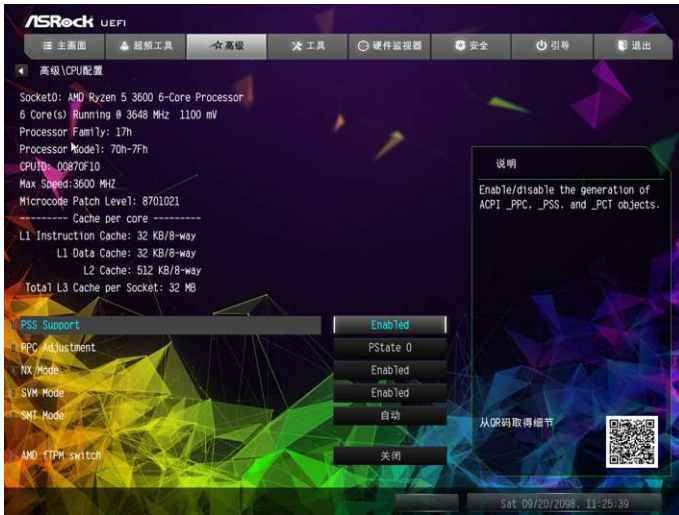 ASRock UEFI
主画面
超频工具
高级
工具
硬件监视器
安全
引导
退出
高级\CPU配置
Socket0: AMD Ryzen 5 3600 6-Core Processor
6 Core(s) Running @ 3648 MHz 1100 mV
Processor Family: 17h
Processor Model: 70h-7Fh
CPUID: 00870F10
Max Speed:3600 MHZ
Microcode Patch Level: 8701021
--------- Cache per core ---------
L1 Instruction Cache: 32 KB/8-way
L1 Data Cache: 32 KB/8-way
L2 Cache: 512 KB/8-way
Total L3 Cache per Socket: 32 MB
PSS Support Enabled
PPC Adjustment PState 0
NX Mode Enabled
SVM Mode Enabled
SMT Mode 自动
AMD fTPM switch 关闭
说明
Enable/disable the generation of
ACPI _PPC. _PSS. and _PCT objects.
从QR码取得细节
Sat 09/20/2098. 11:25:39